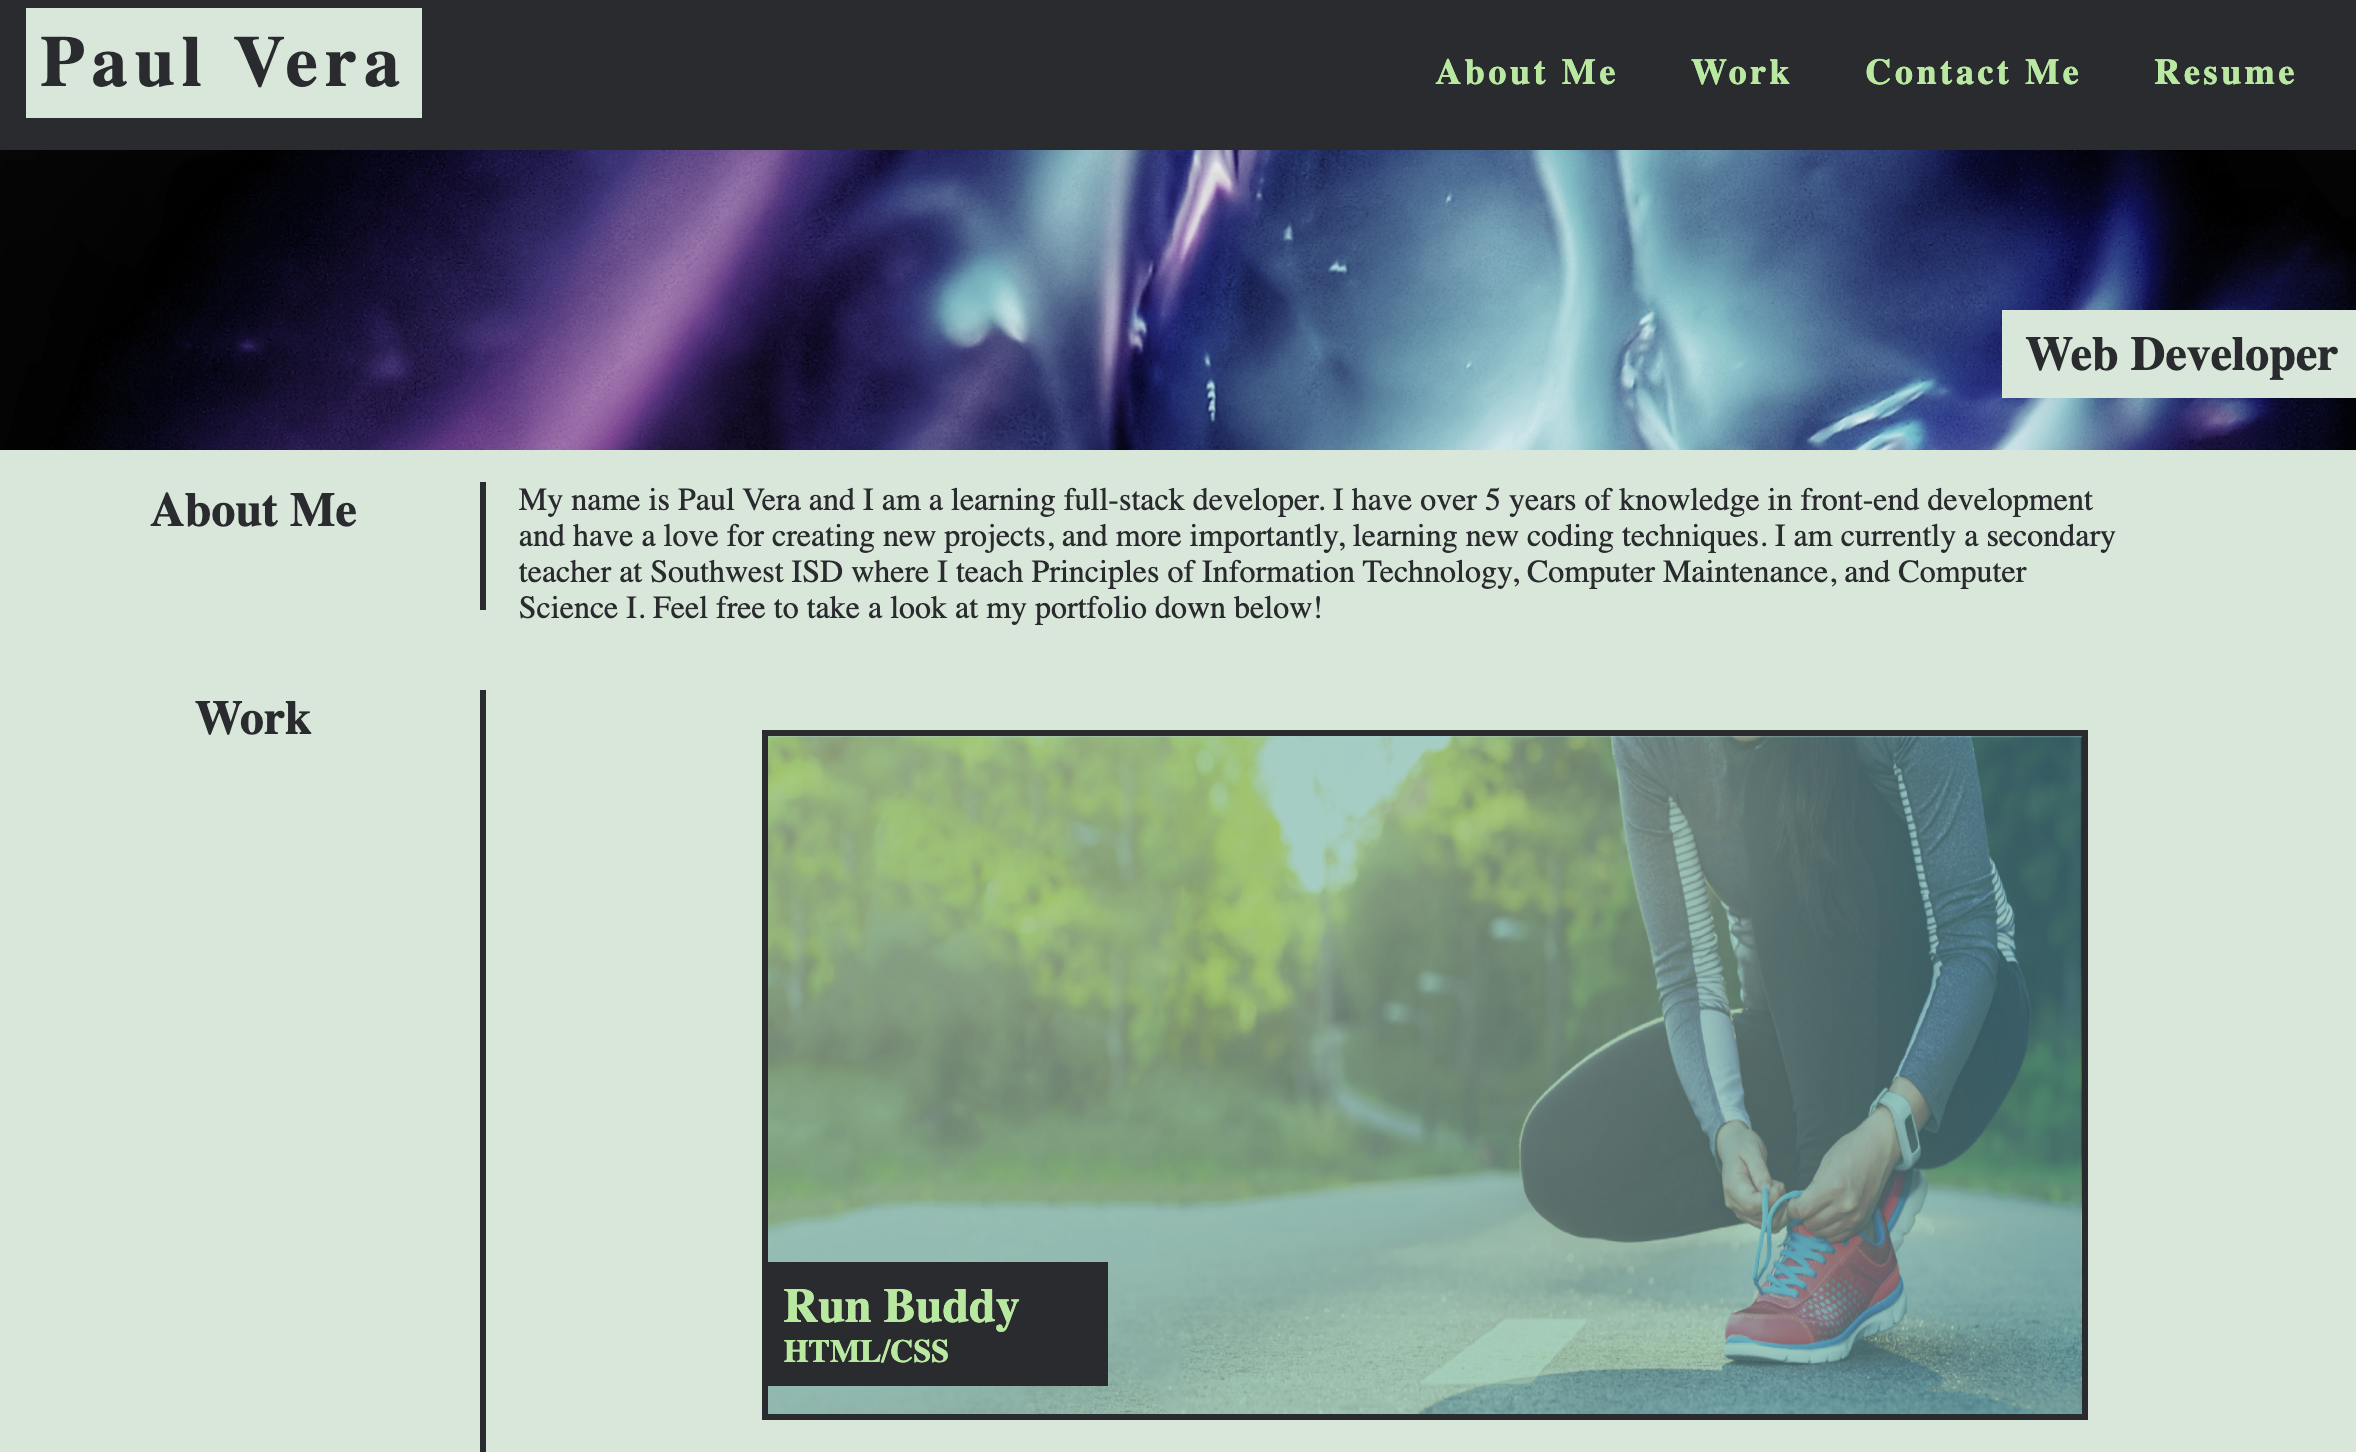 Paul Vera
About Me Work Contact Me Resume
Web Developer
About Me
My name is Paul Vera and I am a learning full-stack developer. I have over 5 years of knowledge in front-end development
and have a love for creating new projects, and more importantly, learning new coding techniques. I am currently a secondary
teacher at Southwest ISD where I teach Principles of Information Technology, Computer Maintenance, and Computer
Science I. Feel free to take a look at my portfolio down below!
Work
Run Buddy
HTML/CSS